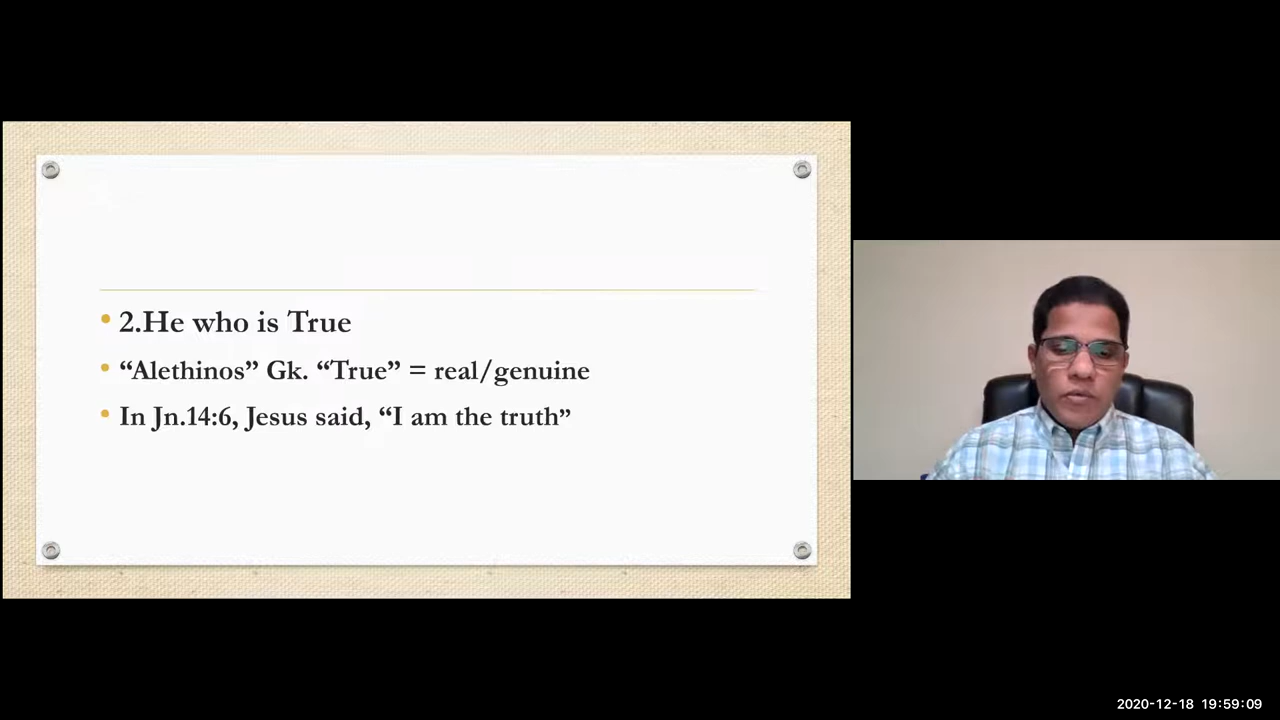 2.He who is True
“Alethinos” Gk. “True” = real/genuine
In Jn.14:6, Jesus said, “I am the truth”
2020-12-18 19:59:09